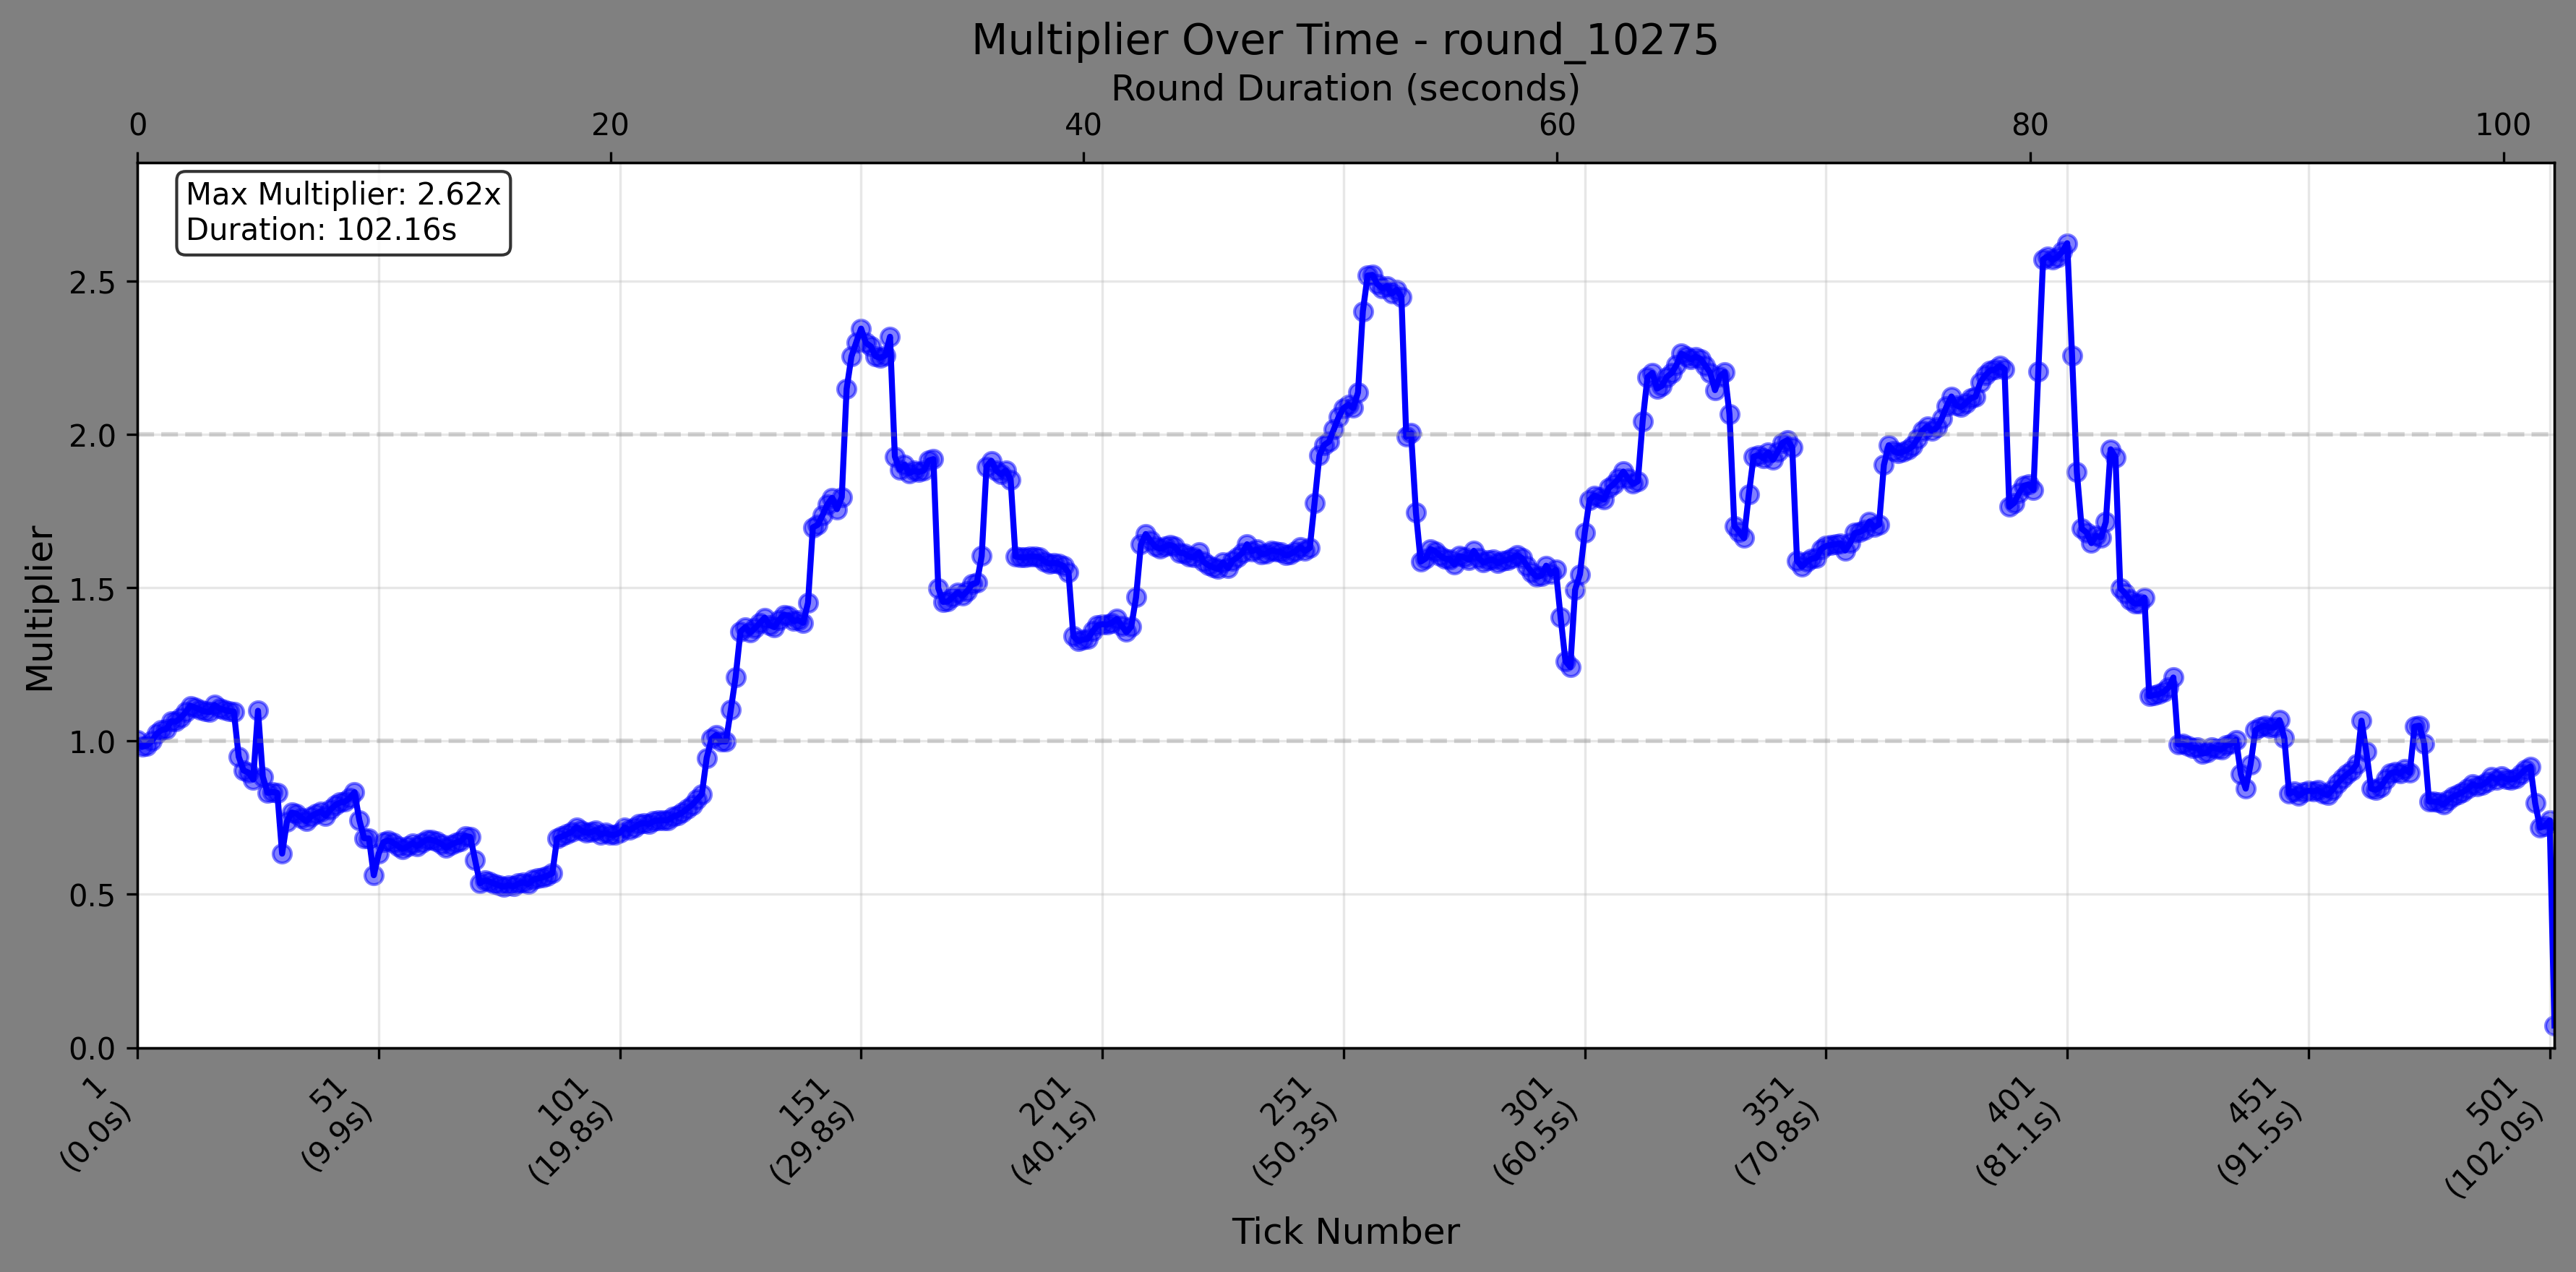 Multiplier Over Time - round_10275
Round Duration (seconds)
0 20 40 60 80 100
Max Multiplier: 2.62x
Duration: 102.16s
Multiplier
2.5
2.0
1.5
1.0
0.5
0.0
1
(0.0s)
51
(9.9s)
101
(19.8s)
151
(29.8s)
201
(40.1s)
251
(50.3s)
301
(60.5s)
351
(70.8s)
401
(81.1s)
451
(91.5s)
501
(102.0s)
Tick Number